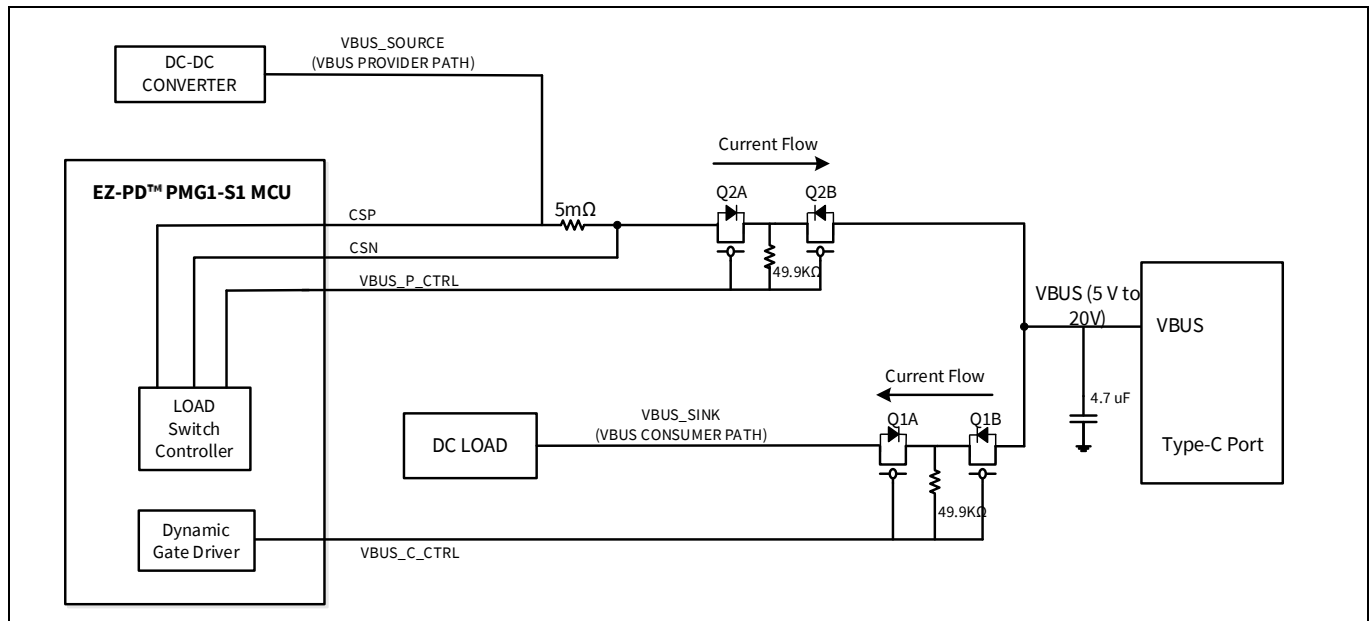 VBUS_SOURCE
(VBUS PROVIDER PATH)
DC-DC
CONVERTER
Current Flow
EZ-PD™ PMG1-S1 MCU
Q2A
Q2B
CSP
5mΩ
CSN
49.9KΩ
VBUS_P_CTRL
VBUS (5 V to
20V)
VBUS
Current Flow
4.7 uF
LOAD
Switch
Controller
VBUS_SINK
(VBUS CONSUMER PATH)
Q1A
Q1B
DC LOAD
Type-C Port
49.9KΩ
Dynamic
Gate Driver
VBUS_C_CTRL